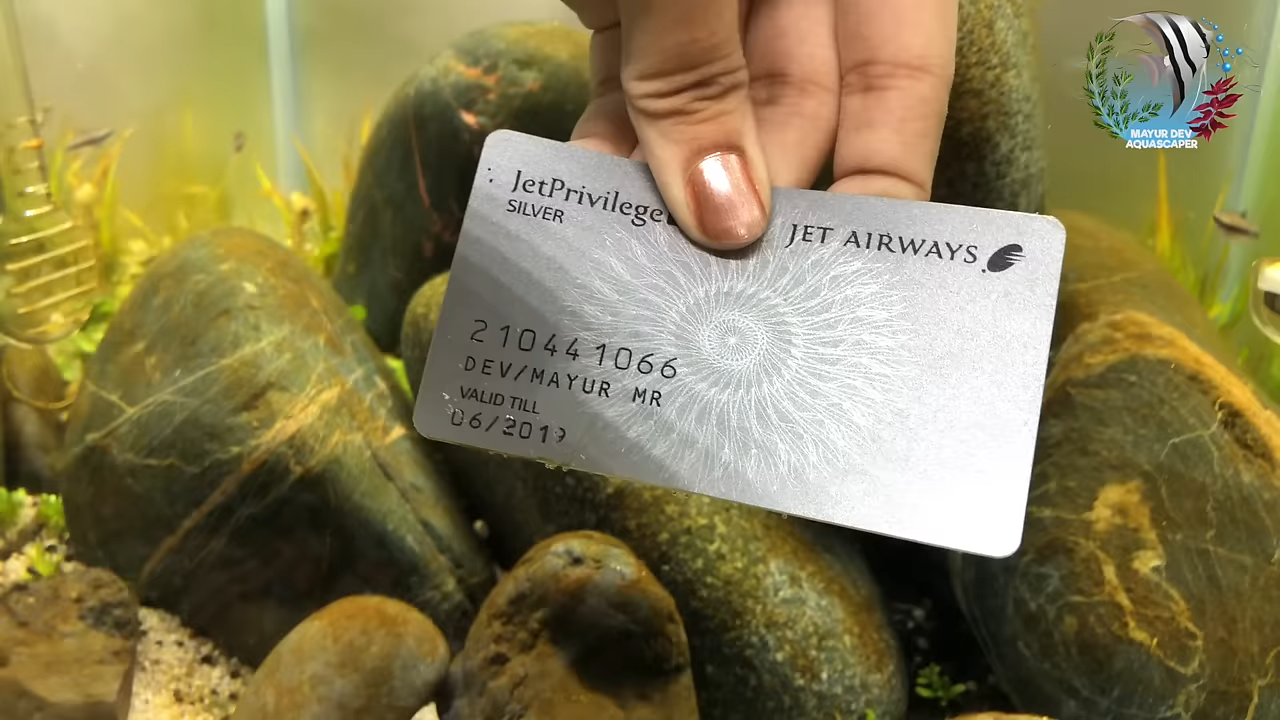 JetPrivilege
SILVER
JET AIRWAYS
210441066
DEV/MAYUR MR
VALID TILL
06/2019
MAYUR DEV
AQUASCAPER